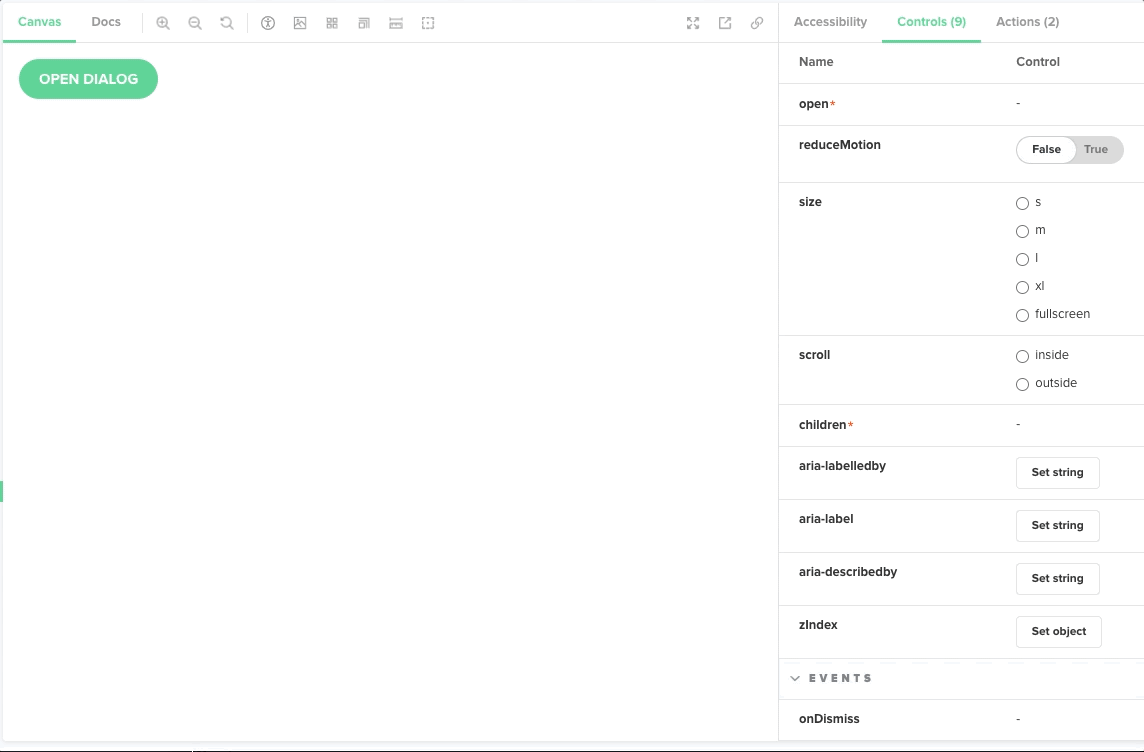 Canvas Docs
Accessibility Controls (9) Actions (2)
OPEN DIALOG
Name Control
open* -
reduceMotion False True
size s
m
l
xl
fullscreen
scroll inside
outside
children* -
aria-labelledby Set string
aria-label Set string
aria-describedby Set string
zIndex Set object
EVENTS
onDismiss -